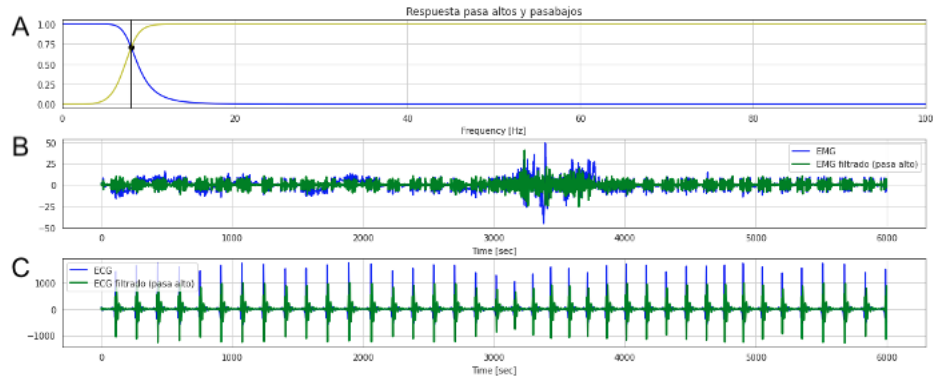 Respuesta pasa altos y pasabajos
A
1.00
0.75
0.50
0.25
0.00
0 20 40 60 80 100
Frequency [Hz]
B
50
25
0
−25
−50
EMG
EMG filtrado (pasa alto)
0 1000 2000 3000 4000 5000 6000
Time [sec]
C
1000
0
−1000
ECG
ECG filtrado (pasa alto)
0 1000 2000 3000 4000 5000 6000
Time [sec]